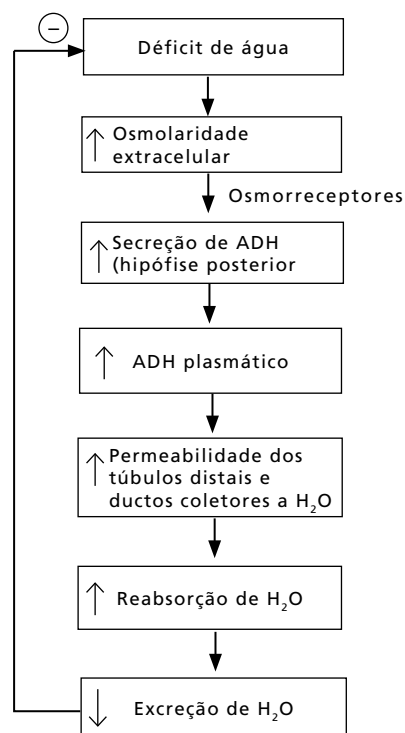 −
Déficit de água
↑ Osmolaridade
extracelular
Osmorreceptores
↑ Secreção de ADH
(hipófise posterior
↑ ADH plasmático
↑ Permeabilidade dos
túbulos distais e
ductos coletores a H₂O
↑ Reabsorção de H₂O
↓ Excreção de H₂O